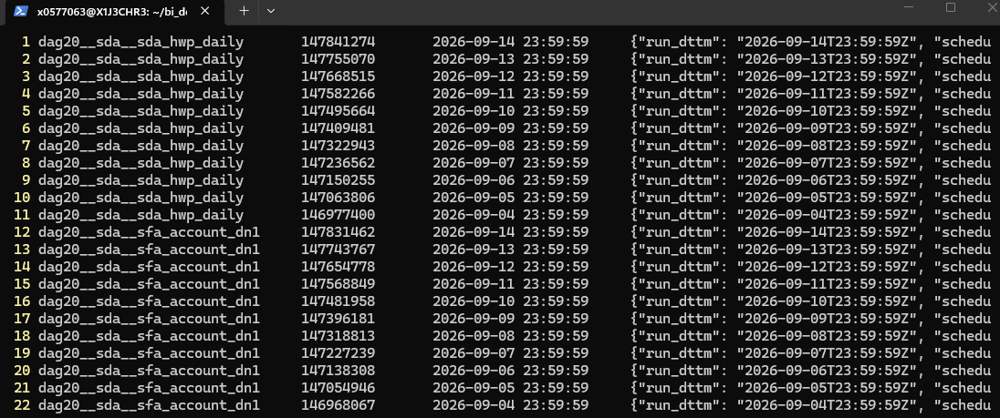 x0577063@X1J3CHR3: ~/bi_d
1 dag20__sda__sda_hwp_daily 147841274 2026-09-14 23:59:59 {"run_dttm": "2026-09-14T23:59:59Z", "schedu
2 dag20__sda__sda_hwp_daily 147755070 2026-09-13 23:59:59 {"run_dttm": "2026-09-13T23:59:59Z", "schedu
3 dag20__sda__sda_hwp_daily 147668515 2026-09-12 23:59:59 {"run_dttm": "2026-09-12T23:59:59Z", "schedu
4 dag20__sda__sda_hwp_daily 147582266 2026-09-11 23:59:59 {"run_dttm": "2026-09-11T23:59:59Z", "schedu
5 dag20__sda__sda_hwp_daily 147495664 2026-09-10 23:59:59 {"run_dttm": "2026-09-10T23:59:59Z", "schedu
6 dag20__sda__sda_hwp_daily 147409481 2026-09-09 23:59:59 {"run_dttm": "2026-09-09T23:59:59Z", "schedu
7 dag20__sda__sda_hwp_daily 147322943 2026-09-08 23:59:59 {"run_dttm": "2026-09-08T23:59:59Z", "schedu
8 dag20__sda__sda_hwp_daily 147236562 2026-09-07 23:59:59 {"run_dttm": "2026-09-07T23:59:59Z", "schedu
9 dag20__sda__sda_hwp_daily 147150255 2026-09-06 23:59:59 {"run_dttm": "2026-09-06T23:59:59Z", "schedu
10 dag20__sda__sda_hwp_daily 147063806 2026-09-05 23:59:59 {"run_dttm": "2026-09-05T23:59:59Z", "schedu
11 dag20__sda__sda_hwp_daily 146977400 2026-09-04 23:59:59 {"run_dttm": "2026-09-04T23:59:59Z", "schedu
12 dag20__sda__sfa_account_dn1 147831462 2026-09-14 23:59:59 {"run_dttm": "2026-09-14T23:59:59Z", "schedu
13 dag20__sda__sfa_account_dn1 147743767 2026-09-13 23:59:59 {"run_dttm": "2026-09-13T23:59:59Z", "schedu
14 dag20__sda__sfa_account_dn1 147654778 2026-09-12 23:59:59 {"run_dttm": "2026-09-12T23:59:59Z", "schedu
15 dag20__sda__sfa_account_dn1 147568849 2026-09-11 23:59:59 {"run_dttm": "2026-09-11T23:59:59Z", "schedu
16 dag20__sda__sfa_account_dn1 147481958 2026-09-10 23:59:59 {"run_dttm": "2026-09-10T23:59:59Z", "schedu
17 dag20__sda__sfa_account_dn1 147396181 2026-09-09 23:59:59 {"run_dttm": "2026-09-09T23:59:59Z", "schedu
18 dag20__sda__sfa_account_dn1 147318813 2026-09-08 23:59:59 {"run_dttm": "2026-09-08T23:59:59Z", "schedu
19 dag20__sda__sfa_account_dn1 147227239 2026-09-07 23:59:59 {"run_dttm": "2026-09-07T23:59:59Z", "schedu
20 dag20__sda__sfa_account_dn1 147138308 2026-09-06 23:59:59 {"run_dttm": "2026-09-06T23:59:59Z", "schedu
21 dag20__sda__sfa_account_dn1 147054946 2026-09-05 23:59:59 {"run_dttm": "2026-09-05T23:59:59Z", "schedu
22 dag20__sda__sfa_account_dn1 146968067 2026-09-04 23:59:59 {"run_dttm": "2026-09-04T23:59:59Z", "schedu